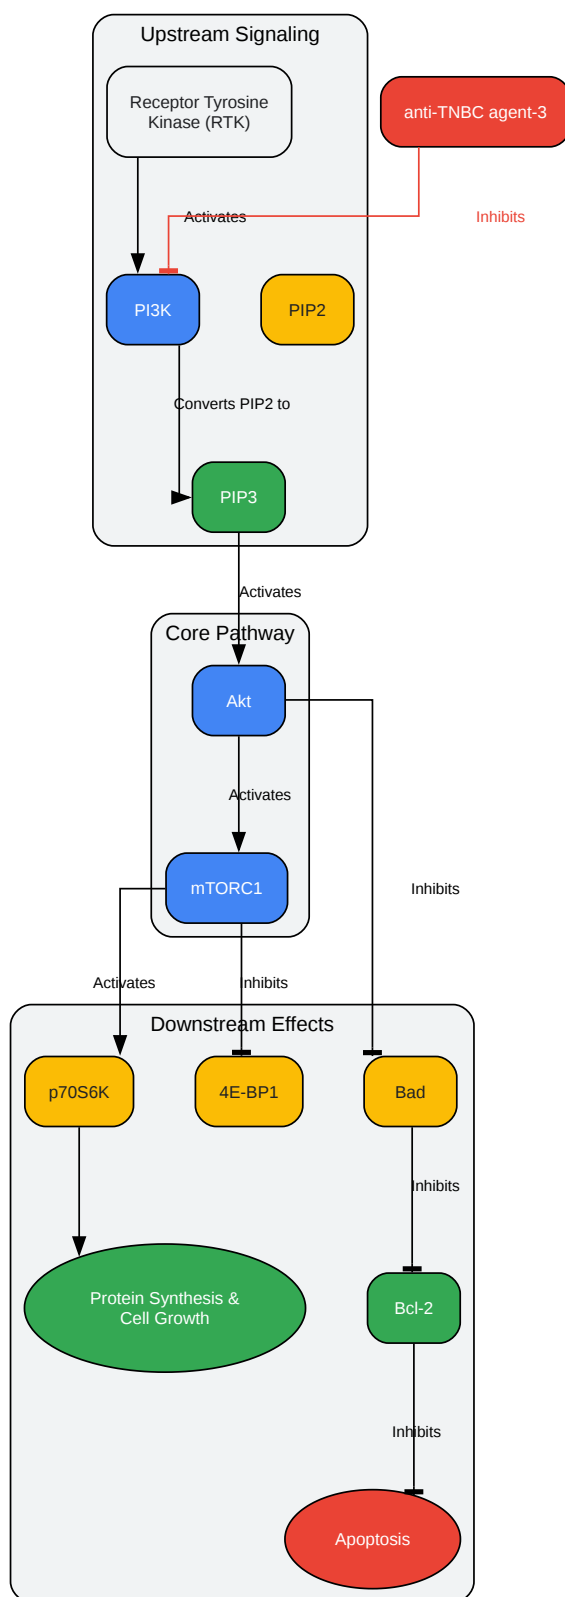 Upstream Signaling
Receptor Tyrosine
Kinase (RTK)
anti-TNBC agent-3
Activates
Inhibits
PI3K
PIP2
Converts PIP2 to
PIP3
Activates
Core Pathway
Akt
Activates
mTORC1
Inhibits
Activates
Inhibits
Downstream Effects
p70S6K
4E-BP1
Bad
Inhibits
Protein Synthesis &
Cell Growth
Bcl-2
Inhibits
Apoptosis